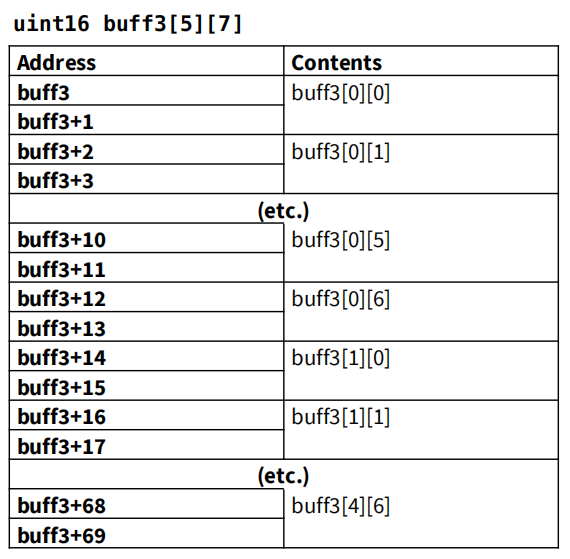 uint16 buff3[5][7]
Address Contents
buff3 buff3[0][0]
buff3+1
buff3+2 buff3[0][1]
buff3+3
(etc.)
buff3+10 buff3[0][5]
buff3+11
buff3+12 buff3[0][6]
buff3+13
buff3+14 buff3[1][0]
buff3+15
buff3+16 buff3[1][1]
buff3+17
(etc.)
buff3+68 buff3[4][6]
buff3+69